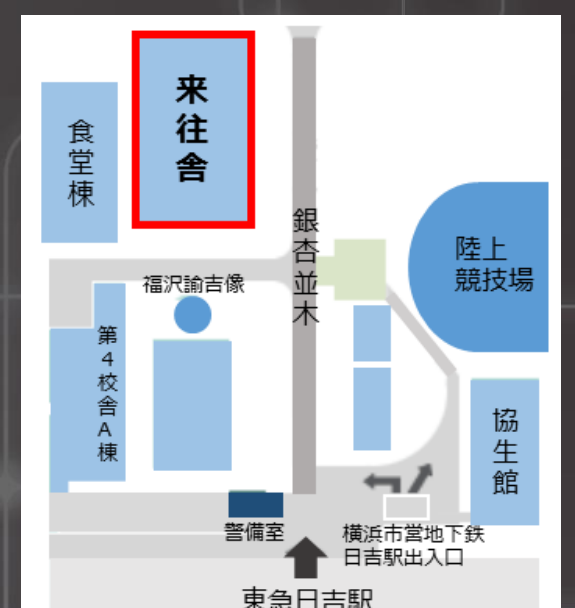 来往舎
食堂棟
銀杏並木
陸上
競技場
福沢諭吉像
第4校舎A棟
協生館
警備室
横浜市営地下鉄
日吉駅出入口
東急日吉駅